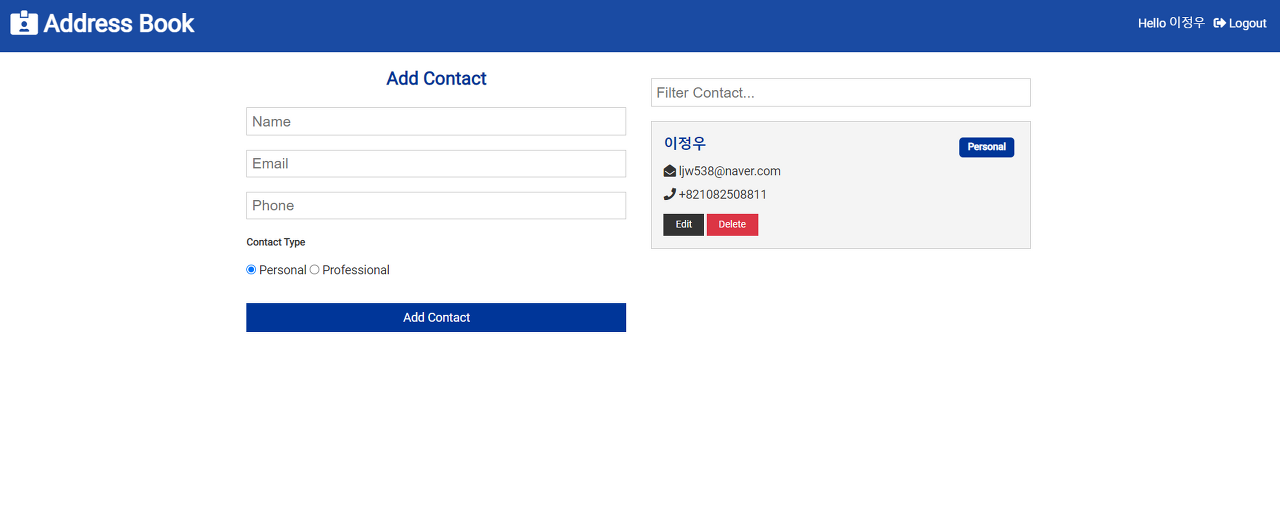 Address Book
Hello 이정우 Logout
Add Contact
Name
Email
Phone
Contact Type
Personal Professional
Add Contact
Filter Contact...
이정우 Personal
ljw538@naver.com
+821082508811
Edit Delete